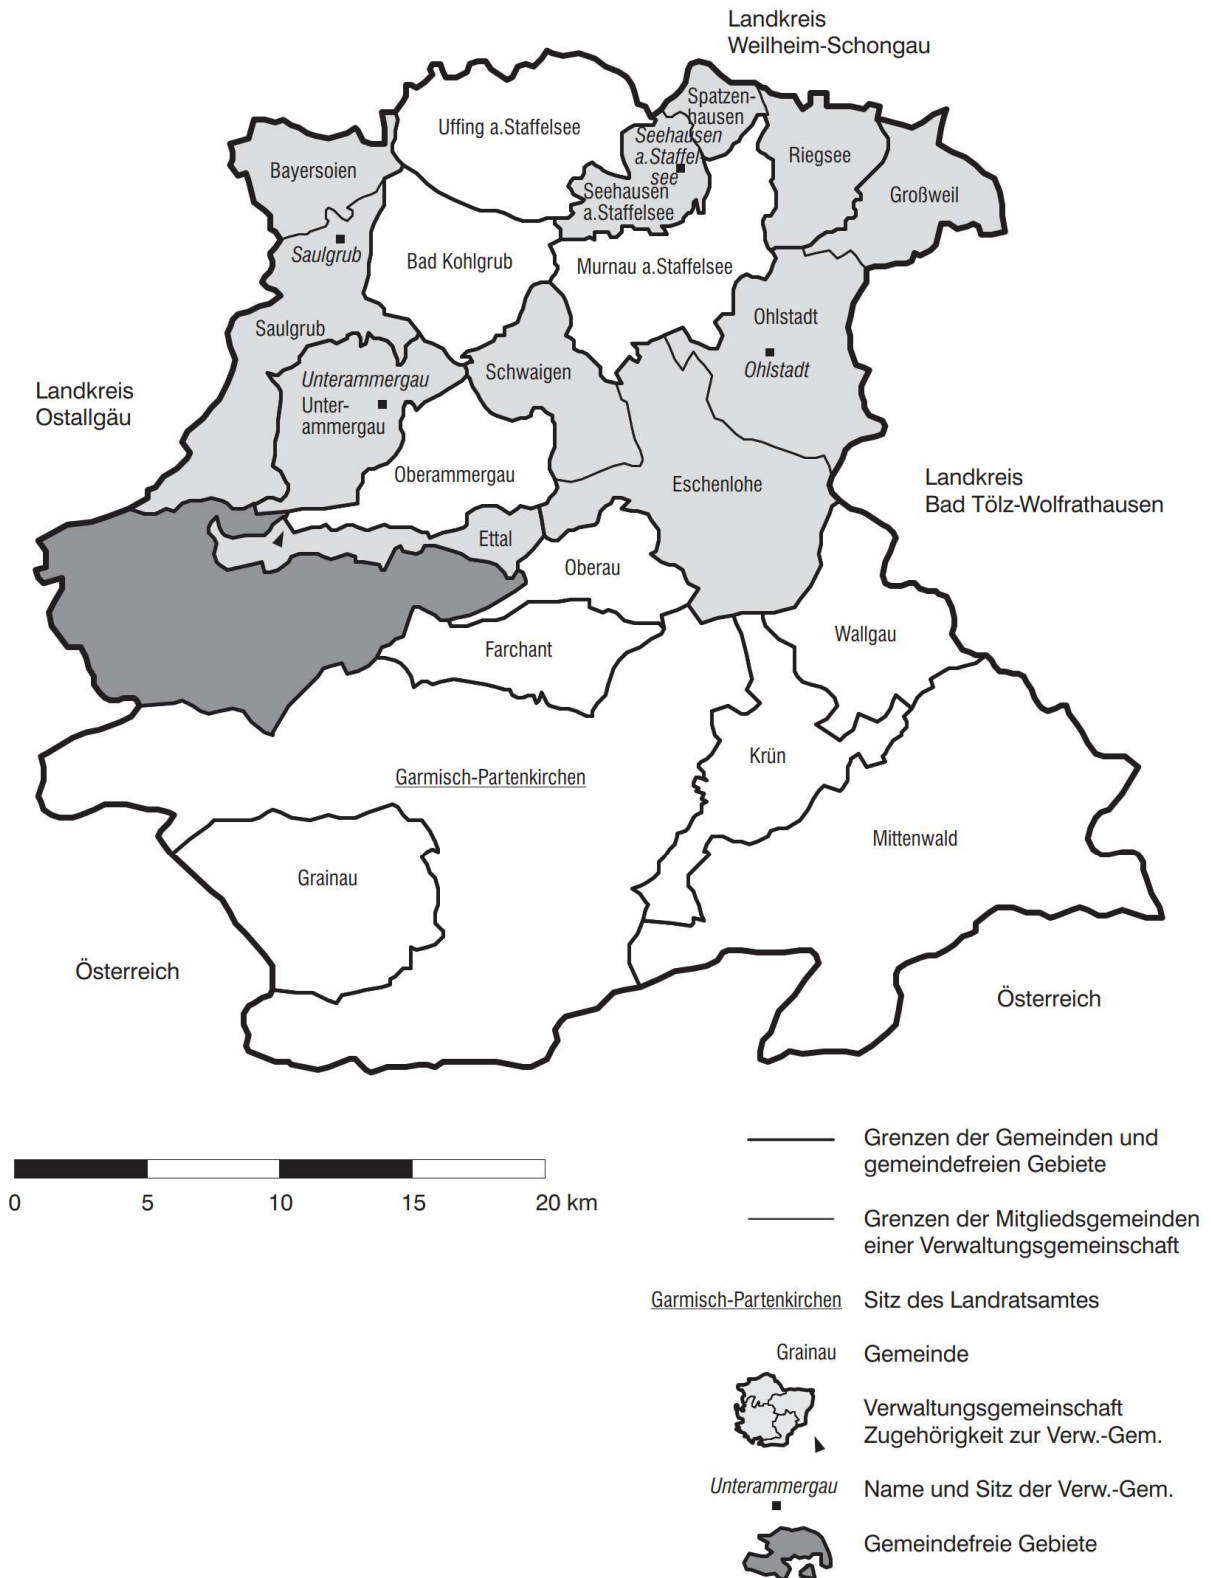 Landkreis
Weilheim-Schongau
Spatzen-
hausen
Uffing a.Staffelsee
Seehausen
a.Staffel-
see
Riegsee
Bayersoien
Seehausen
a.Staffelsee
Großweil
Saulgrub
Bad Kohlgrub
Murnau a.Staffelsee
Ohlstadt
Saulgrub
Schwaigen
Ohlstadt
Unterammergau
Landkreis
Ostallgäu
Unter-
ammergau
Oberammergau
Eschenlohe
Landkreis
Bad Tölz-Wolfrathausen
Ettal
Oberau
Wallgau
Farchant
Krün
Garmisch-Partenkirchen
Mittenwald
Grainau
Österreich
Österreich
0 5 10 15 20 km
Grenzen der Gemeinden und
gemeindefreien Gebiete
Grenzen der Mitgliedsgemeinden
einer Verwaltungsgemeinschaft
Garmisch-Partenkirchen Sitz des Landratsamtes
Grainau Gemeinde
Verwaltungsgemeinschaft
Zugehörigkeit zur Verw.-Gem.
Unterammergau Name und Sitz der Verw.-Gem.
Gemeindefreie Gebiete